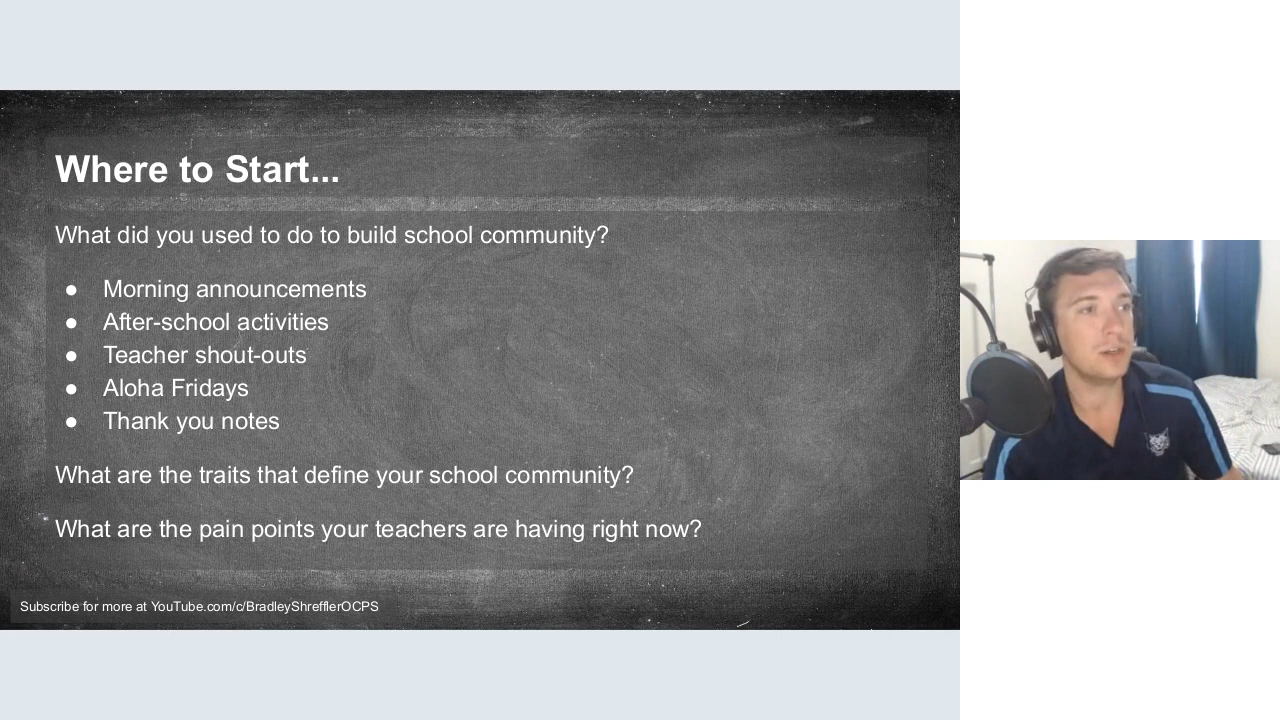 Where to Start...
What did you used to do to build school community?
● Morning announcements
● After-school activities
● Teacher shout-outs
● Aloha Fridays
● Thank you notes
What are the traits that define your school community?
What are the pain points your teachers are having right now?
Subscribe for more at YouTube.com/c/BradleyShrefflerOCPS